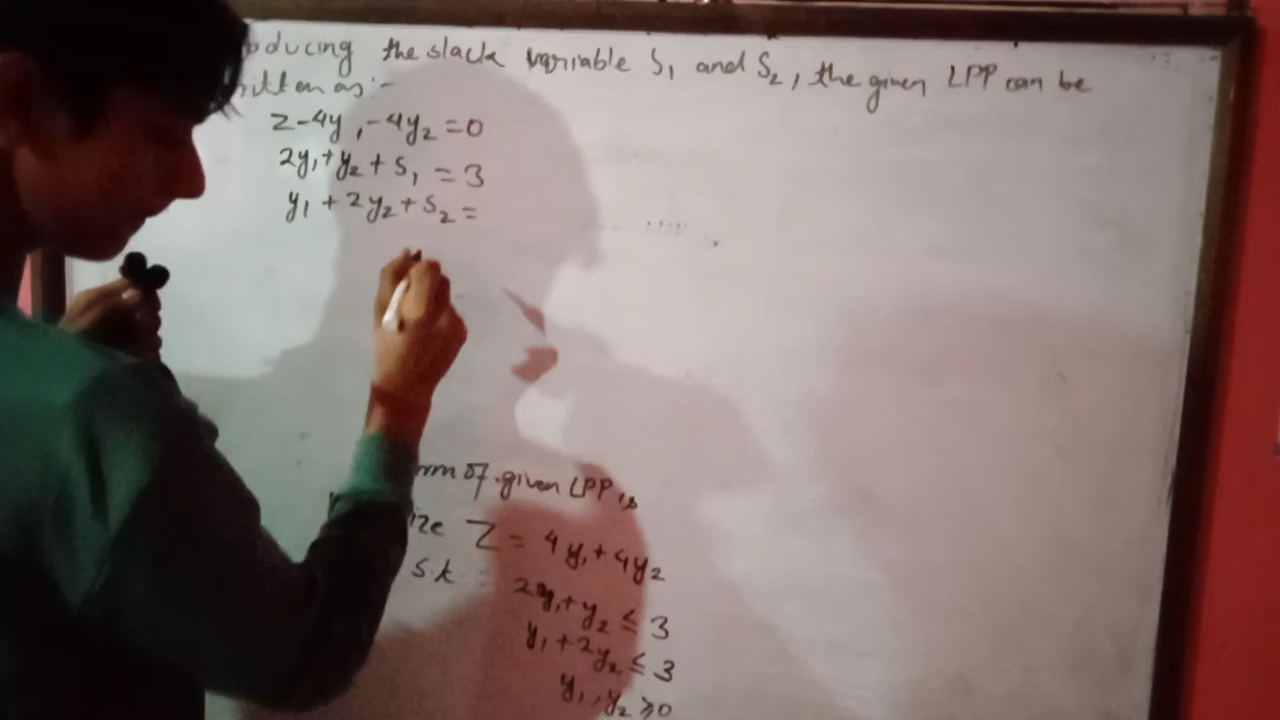 oducing the slack variable S₁ and S₂, the given LPP can be
ritten as :-
Z-4y₁-4y₂=0
2y₁+y₂+S₁=3
y₁+2y₂+S₂=
rm of given LPP is
ize Z = 4y₁+4y₂
s.t 2y₁+y₂ ≤ 3
y₁+2y₂ ≤ 3
y₁,y₂ ≥0